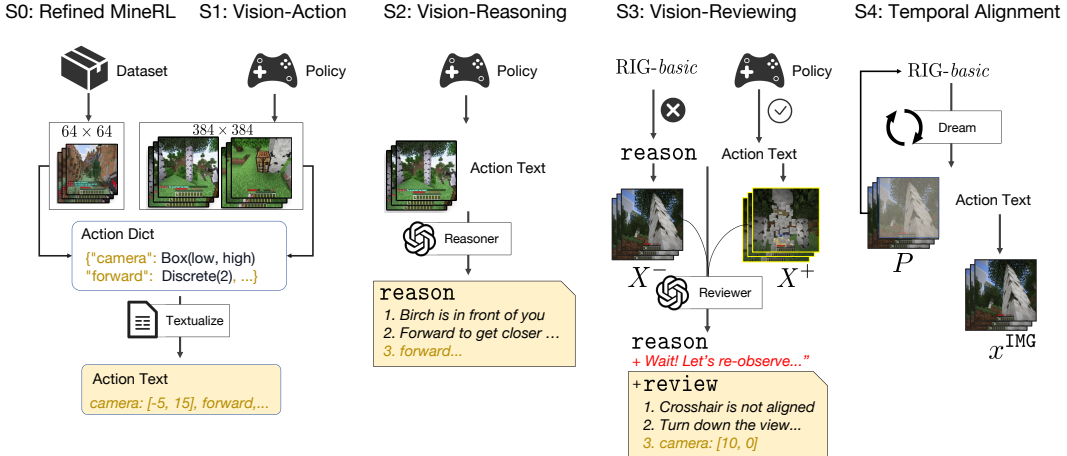 S0: Refined MineRL
S1: Vision-Action
S2: Vision-Reasoning
S3: Vision-Reviewing
S4: Temporal Alignment
Dataset
Policy
64 × 64
384 × 384
Action Dict
{"camera": Box(low, high)
"forward": Discrete(2), ...}
Textualize
Action Text
camera: [-5, 15], forward,...
Policy
Action Text
Reasoner
reason
1. Birch is in front of you
2. Forward to get closer ...
3. forward...
RIG-basic
Policy
reason
Action Text
X⁻
X⁺
Reviewer
reason
+ Wait! Let's re-observe..."
+review
1. Crosshair is not aligned
2. Turn down the view...
3. camera: [10, 0]
RIG-basic
Dream
P
Action Text
x^IMG